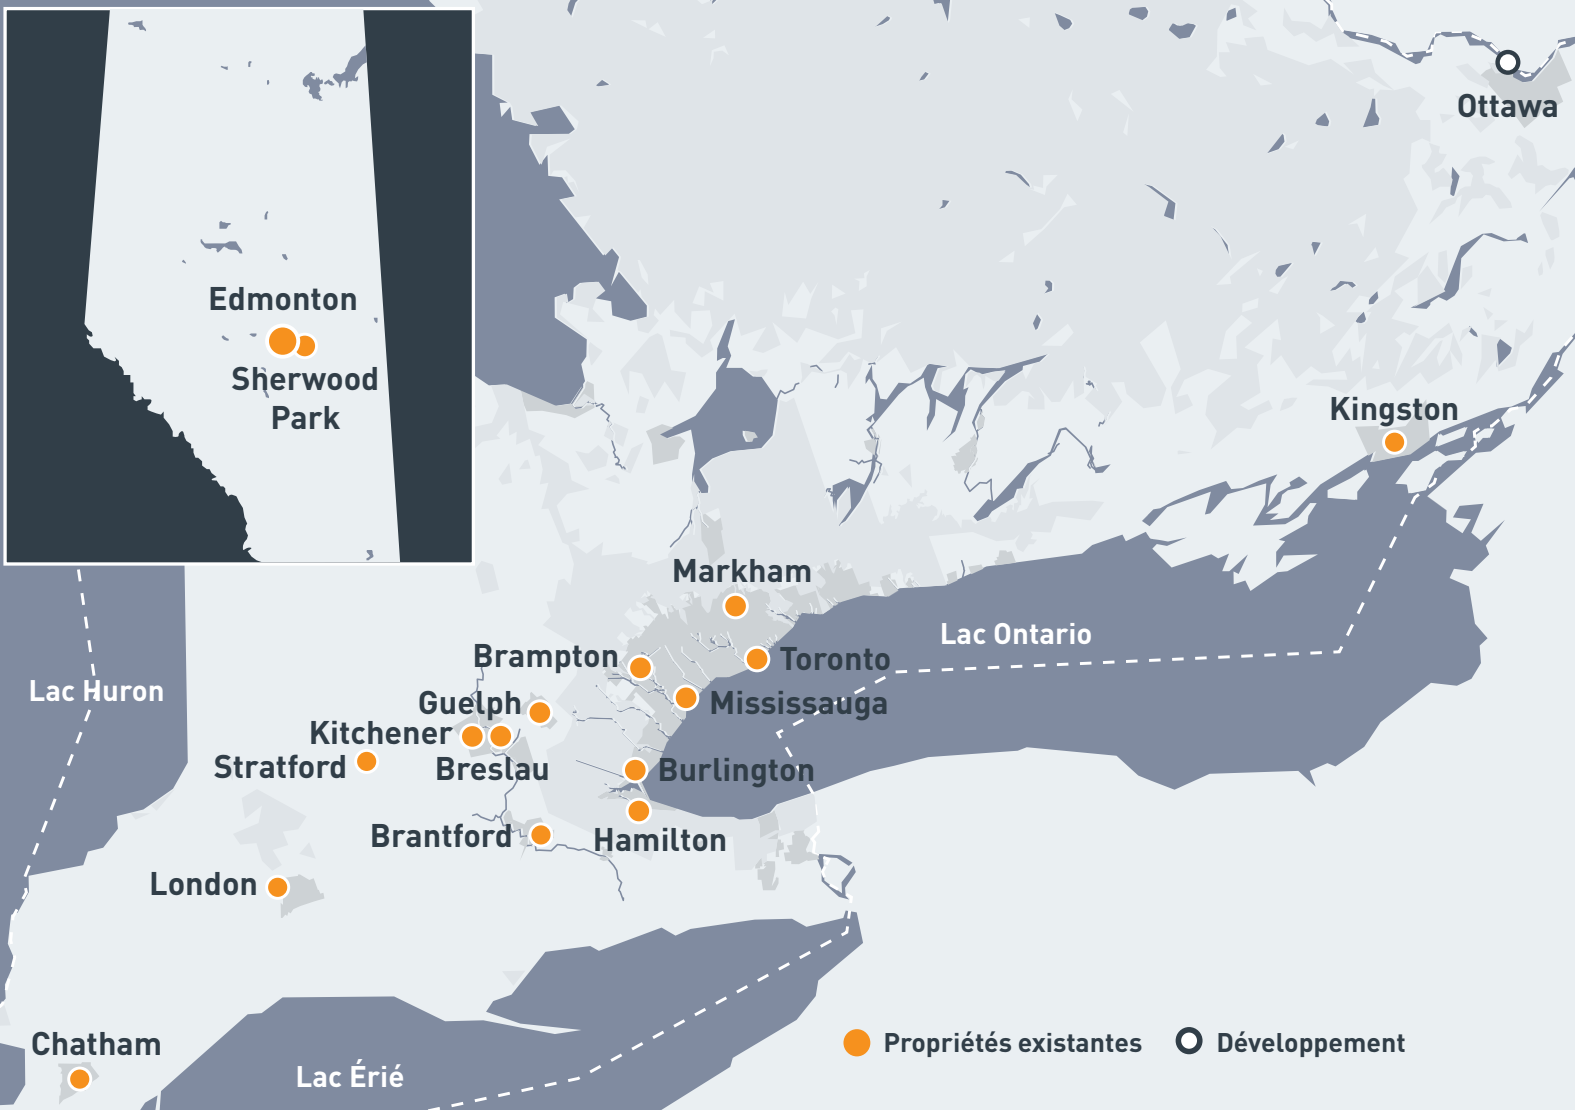 Ottawa
Edmonton
Sherwood
Park
Kingston
Markham
Lac Ontario
Brampton
Toronto
Lac Huron
Guelph
Mississauga
Kitchener
Stratford
Breslau
Burlington
Brantford
Hamilton
London
Chatham
Lac Érié
Propriétés existantes
Développement